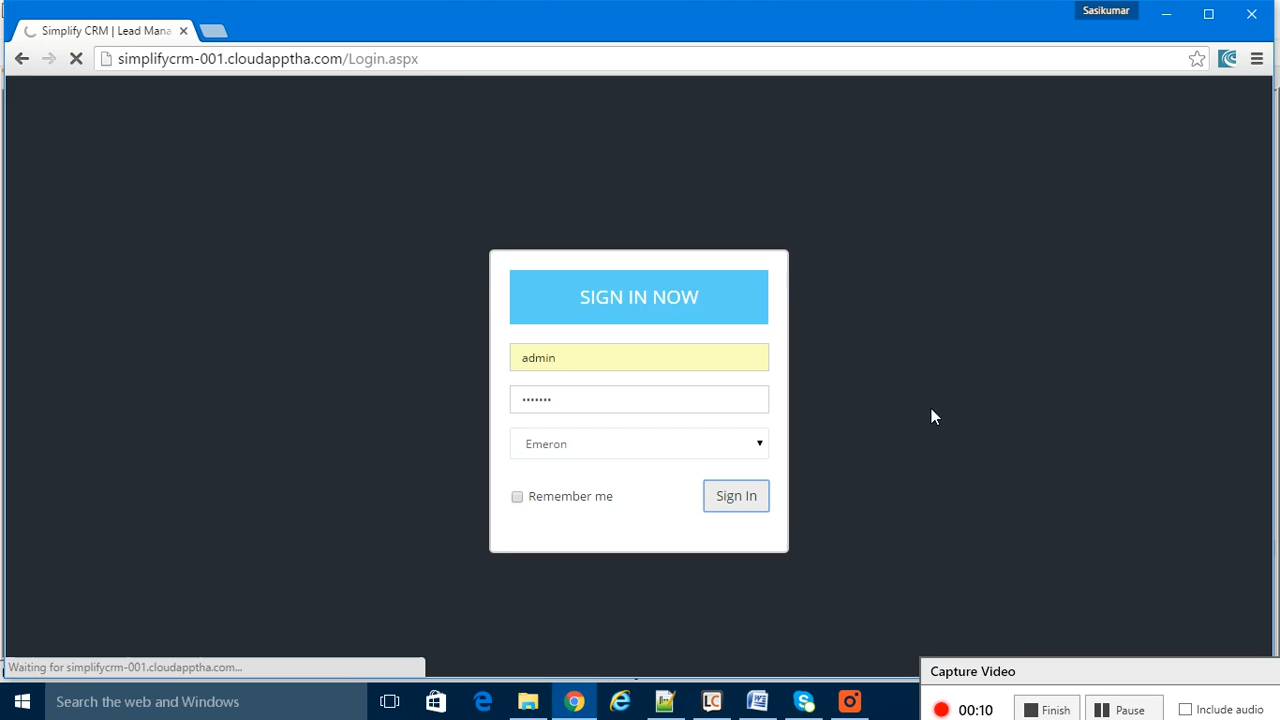 Sasikumar
Simplify CRM | Lead Mana
simplifycrm-001.cloudapptha.com/Login.aspx
SIGN IN NOW
admin
•••••••
Emeron
Remember me
Sign In
Waiting for simplifycrm-001.cloudapptha.com...
Capture Video
Search the web and Windows
00:10
Finish
Pause
Include audio